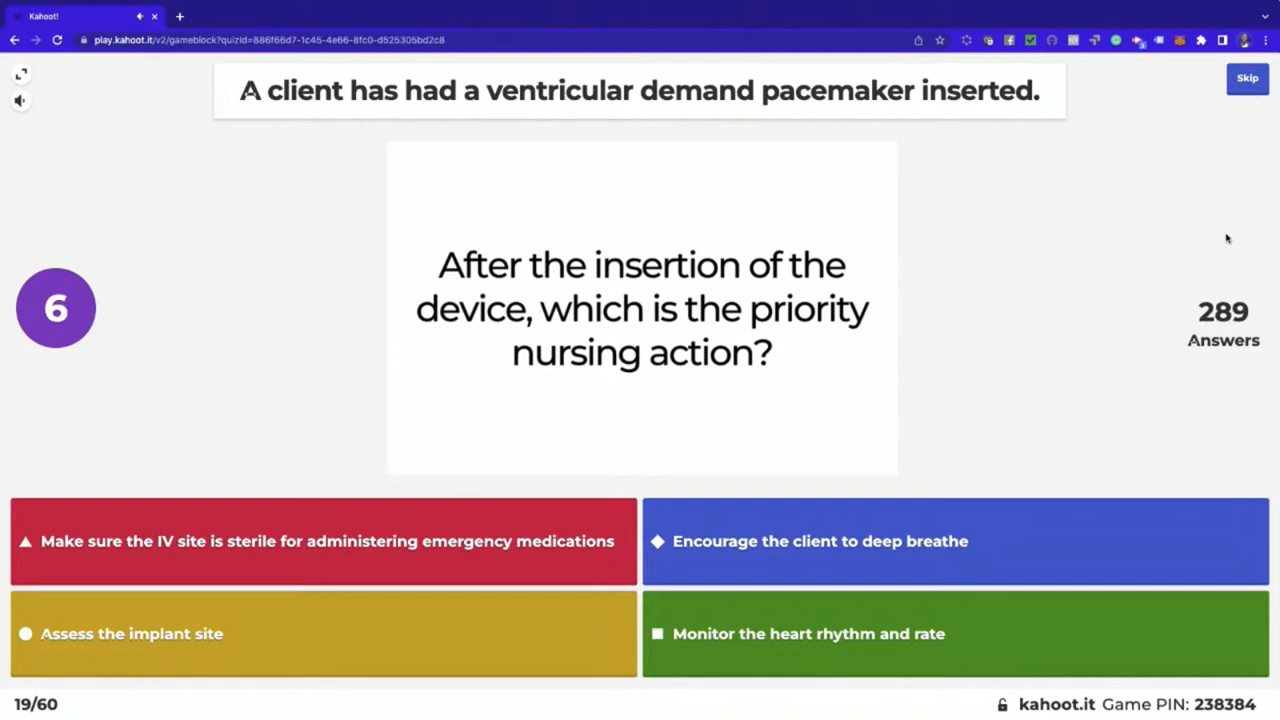 Kahoot!
play.kahoot.it/v2/gameblock?quizId=886f66d7-1c45-4e66-8fc0-d525305bd2c8
A client has had a ventricular demand pacemaker inserted.
Skip
After the insertion of the
device, which is the priority
nursing action?
6
289
Answers
Make sure the IV site is sterile for administering emergency medications
Encourage the client to deep breathe
Assess the implant site
Monitor the heart rhythm and rate
19/60
kahoot.it Game PIN: 238384